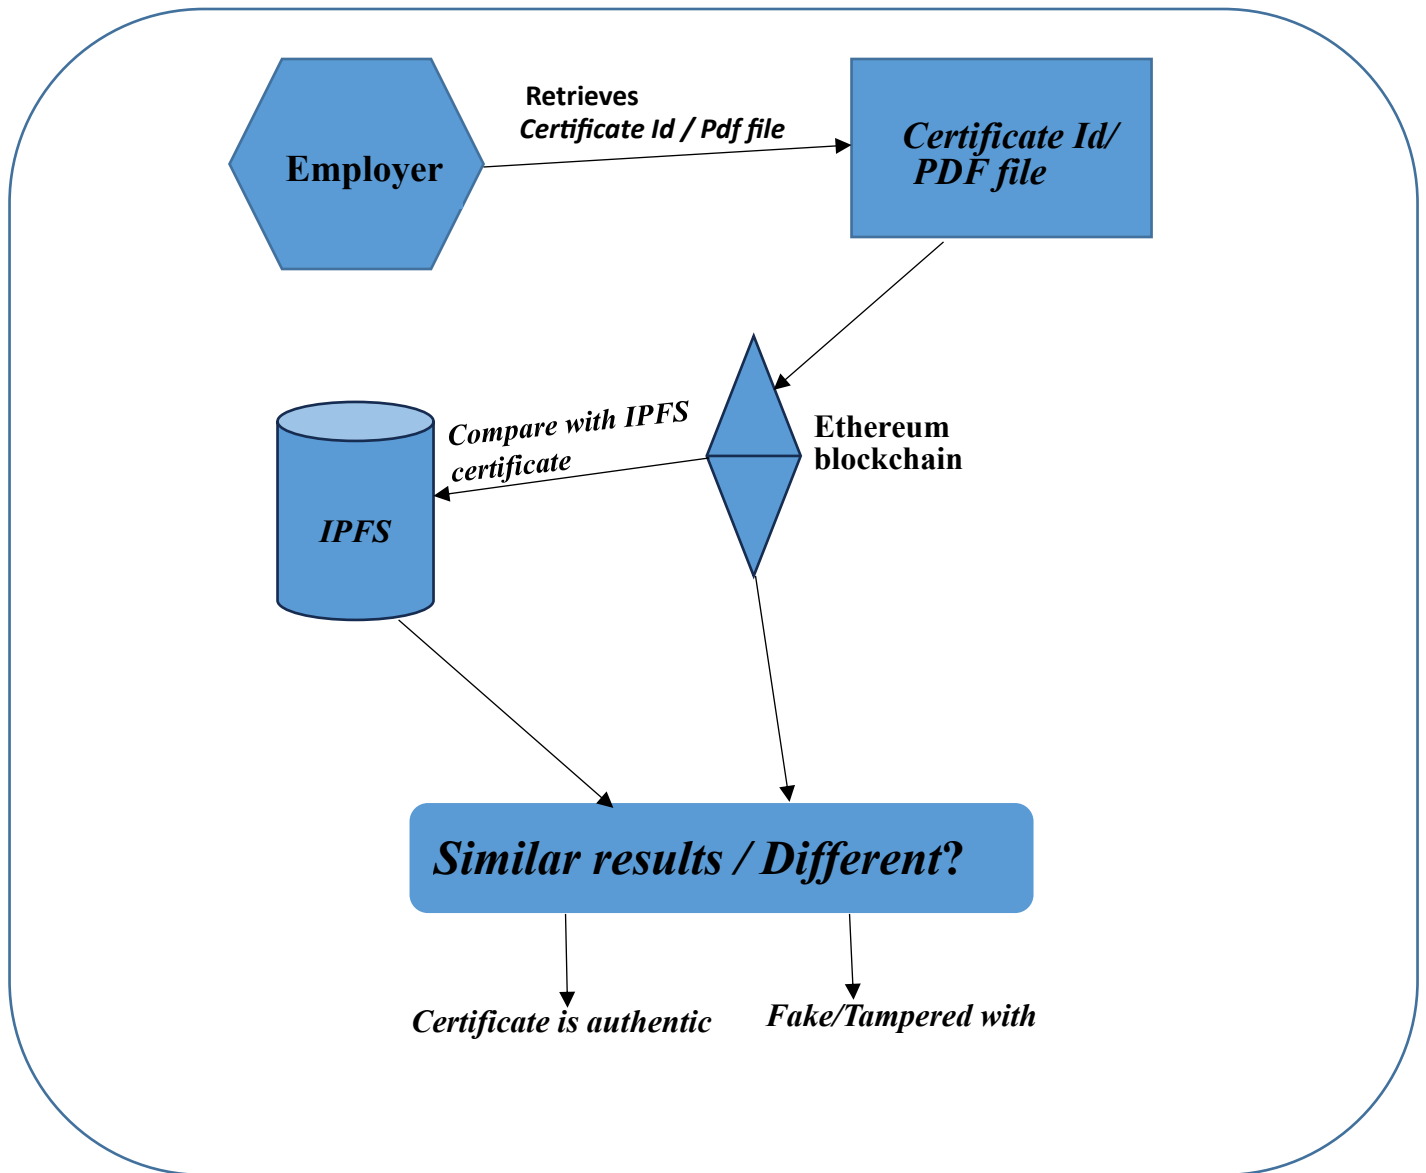 Retrieves
Certificate Id / Pdf file
Employer
Certificate Id/
PDF file
Compare with IPFS
certificate
Ethereum
blockchain
IPFS
Similar results / Different?
Certificate is authentic
Fake/Tampered with